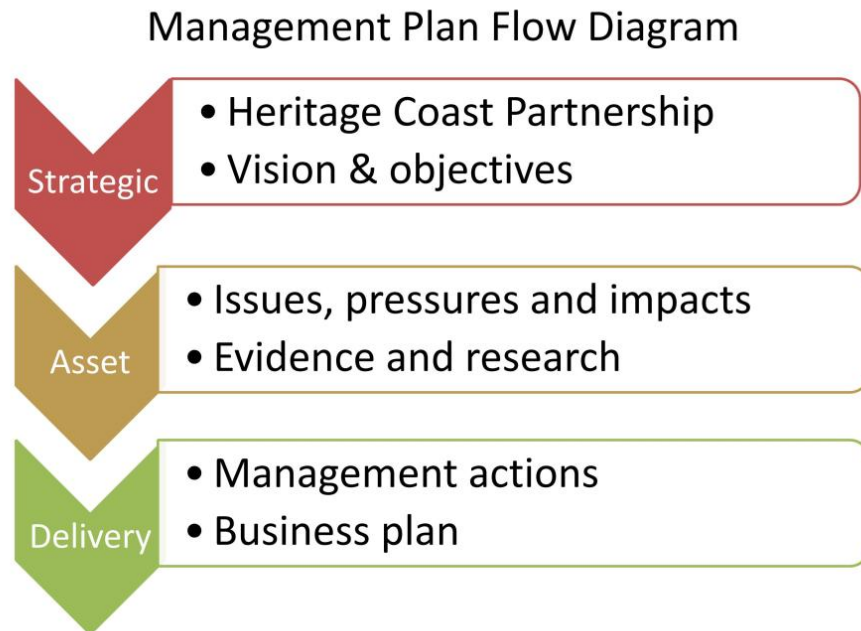 Management Plan Flow Diagram
Strategic
• Heritage Coast Partnership
• Vision & objectives
Asset
• Issues, pressures and impacts
• Evidence and research
Delivery
• Management actions
• Business plan